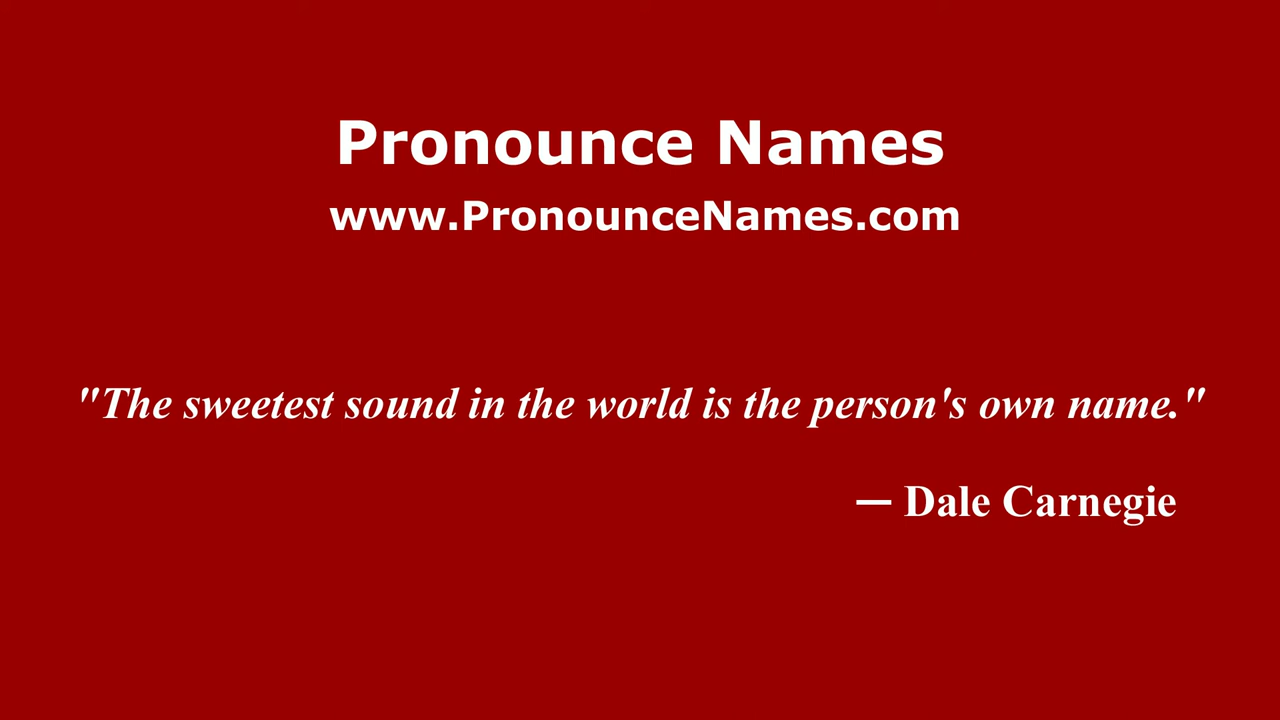 Pronounce Names
www.PronounceNames.com
"The sweetest sound in the world is the person's own name."
— Dale Carnegie